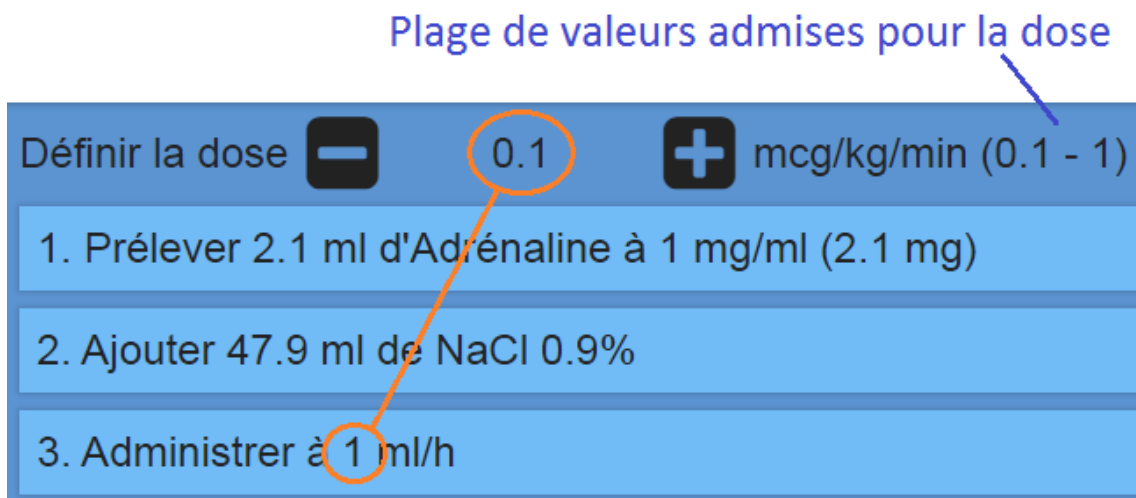 Plage de valeurs admises pour la dose
Définir la dose 0.1 mcg/kg/min (0.1 - 1)
1. Prélever 2.1 ml d'Adrénaline à 1 mg/ml (2.1 mg)
2. Ajouter 47.9 ml de NaCl 0.9%
3. Administrer à 1 ml/h